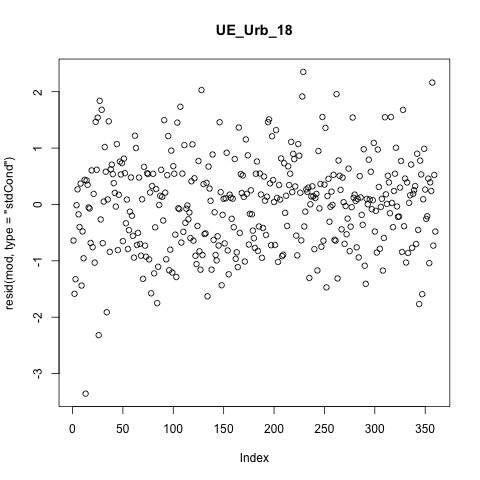 UE_Urb_18
resid(mod, type = "stdCond")
2
1
0
-1
-2
-3
0 50 100 150 200 250 300 350
Index